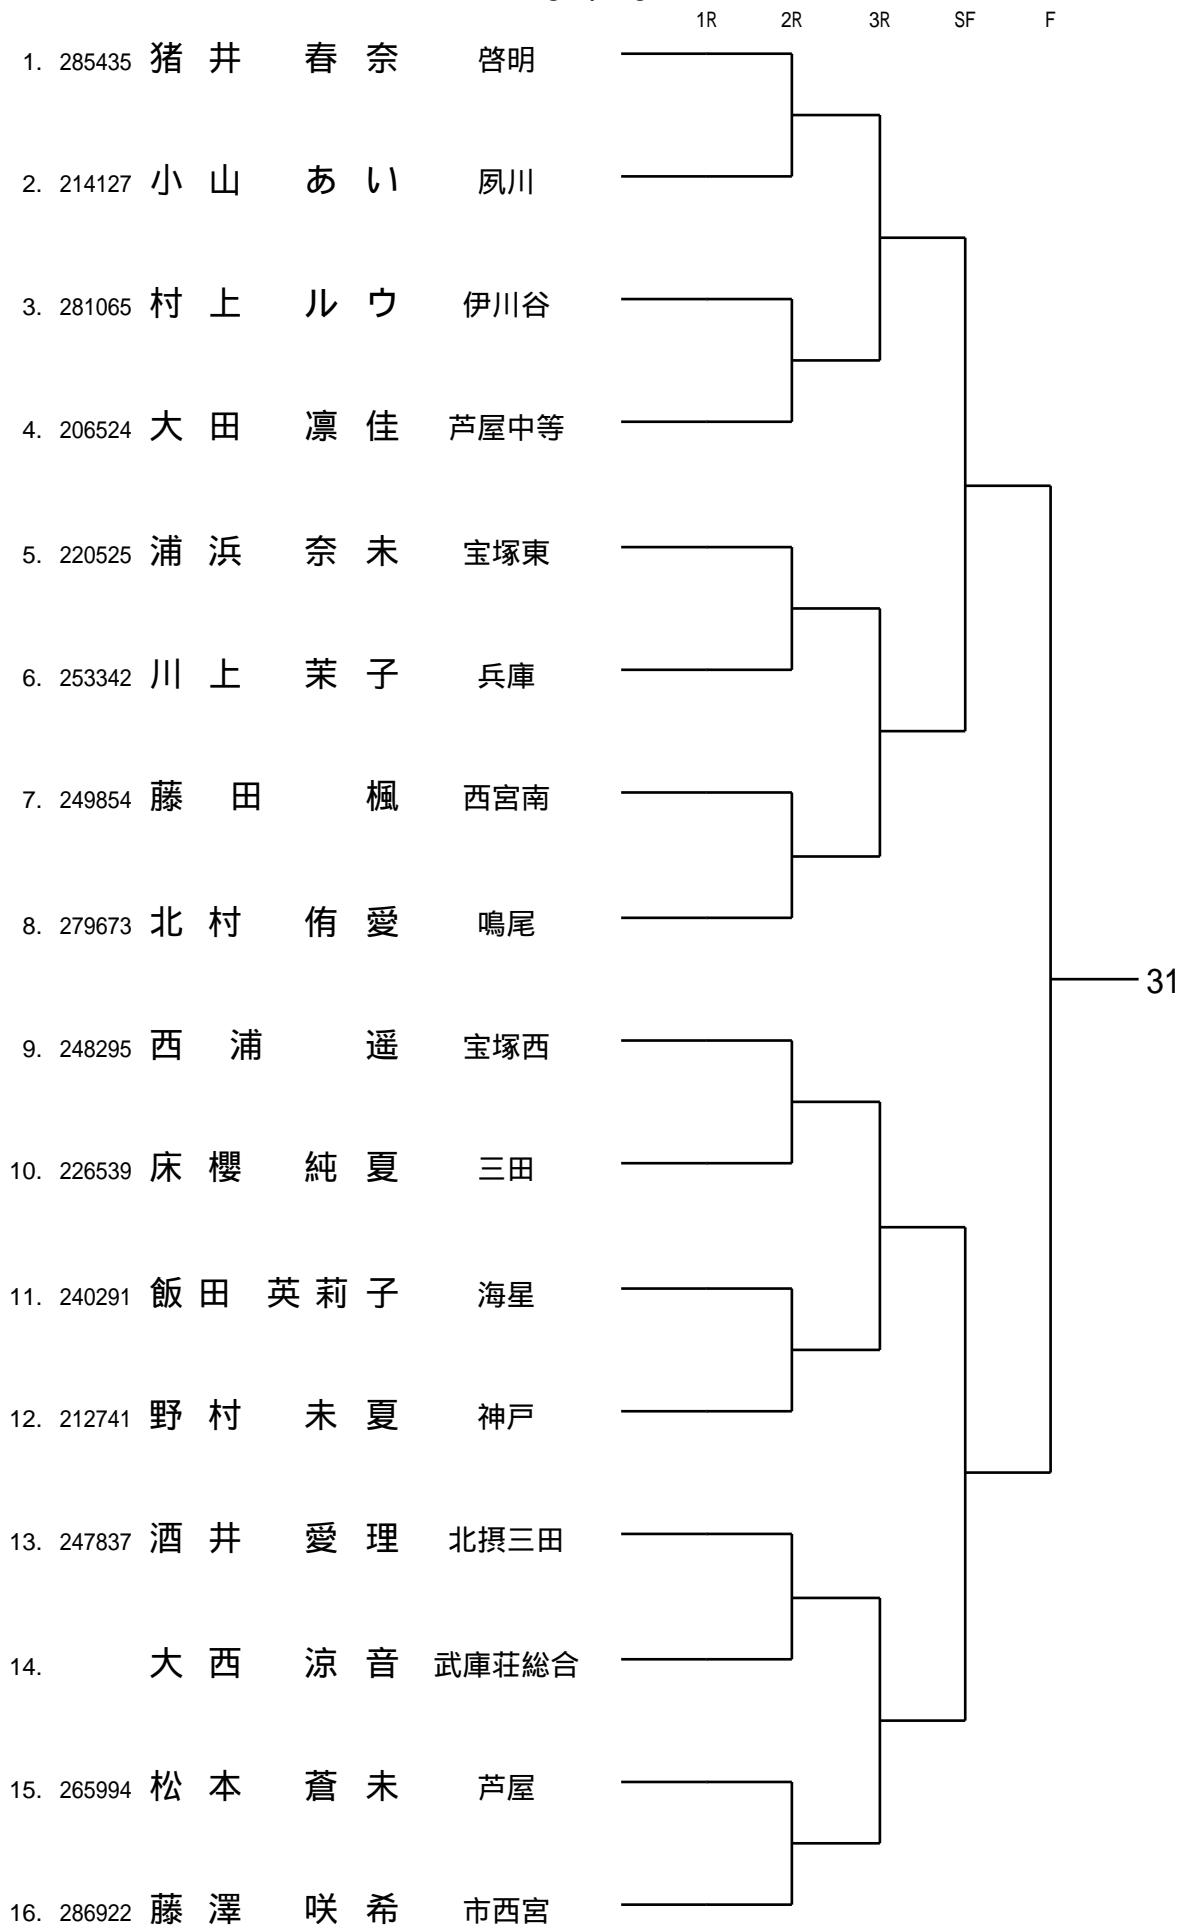 1R 2R 3R SF F
1. 285435 猪井 春奈 啓明
2. 214127 小山 あい 夙川
3. 281065 村上 ルウ 伊川谷
4. 206524 大田 凛佳 芦屋中等
5. 220525 浦浜 奈未 宝塚東
6. 253342 川上 茉子 兵庫
7. 249854 藤田 楓 西宮南
8. 279673 北村 侑愛 鳴尾
31
9. 248295 西浦 遥 宝塚西
10. 226539 床櫻 純夏 三田
11. 240291 飯田 英莉子 海星
12. 212741 野村 未夏 神戸
13. 247837 酒井 愛理 北摂三田
14. 大西 涼音 武庫荘総合
15. 265994 松本 蒼未 芦屋
16. 286922 藤澤 咲希 市西宮